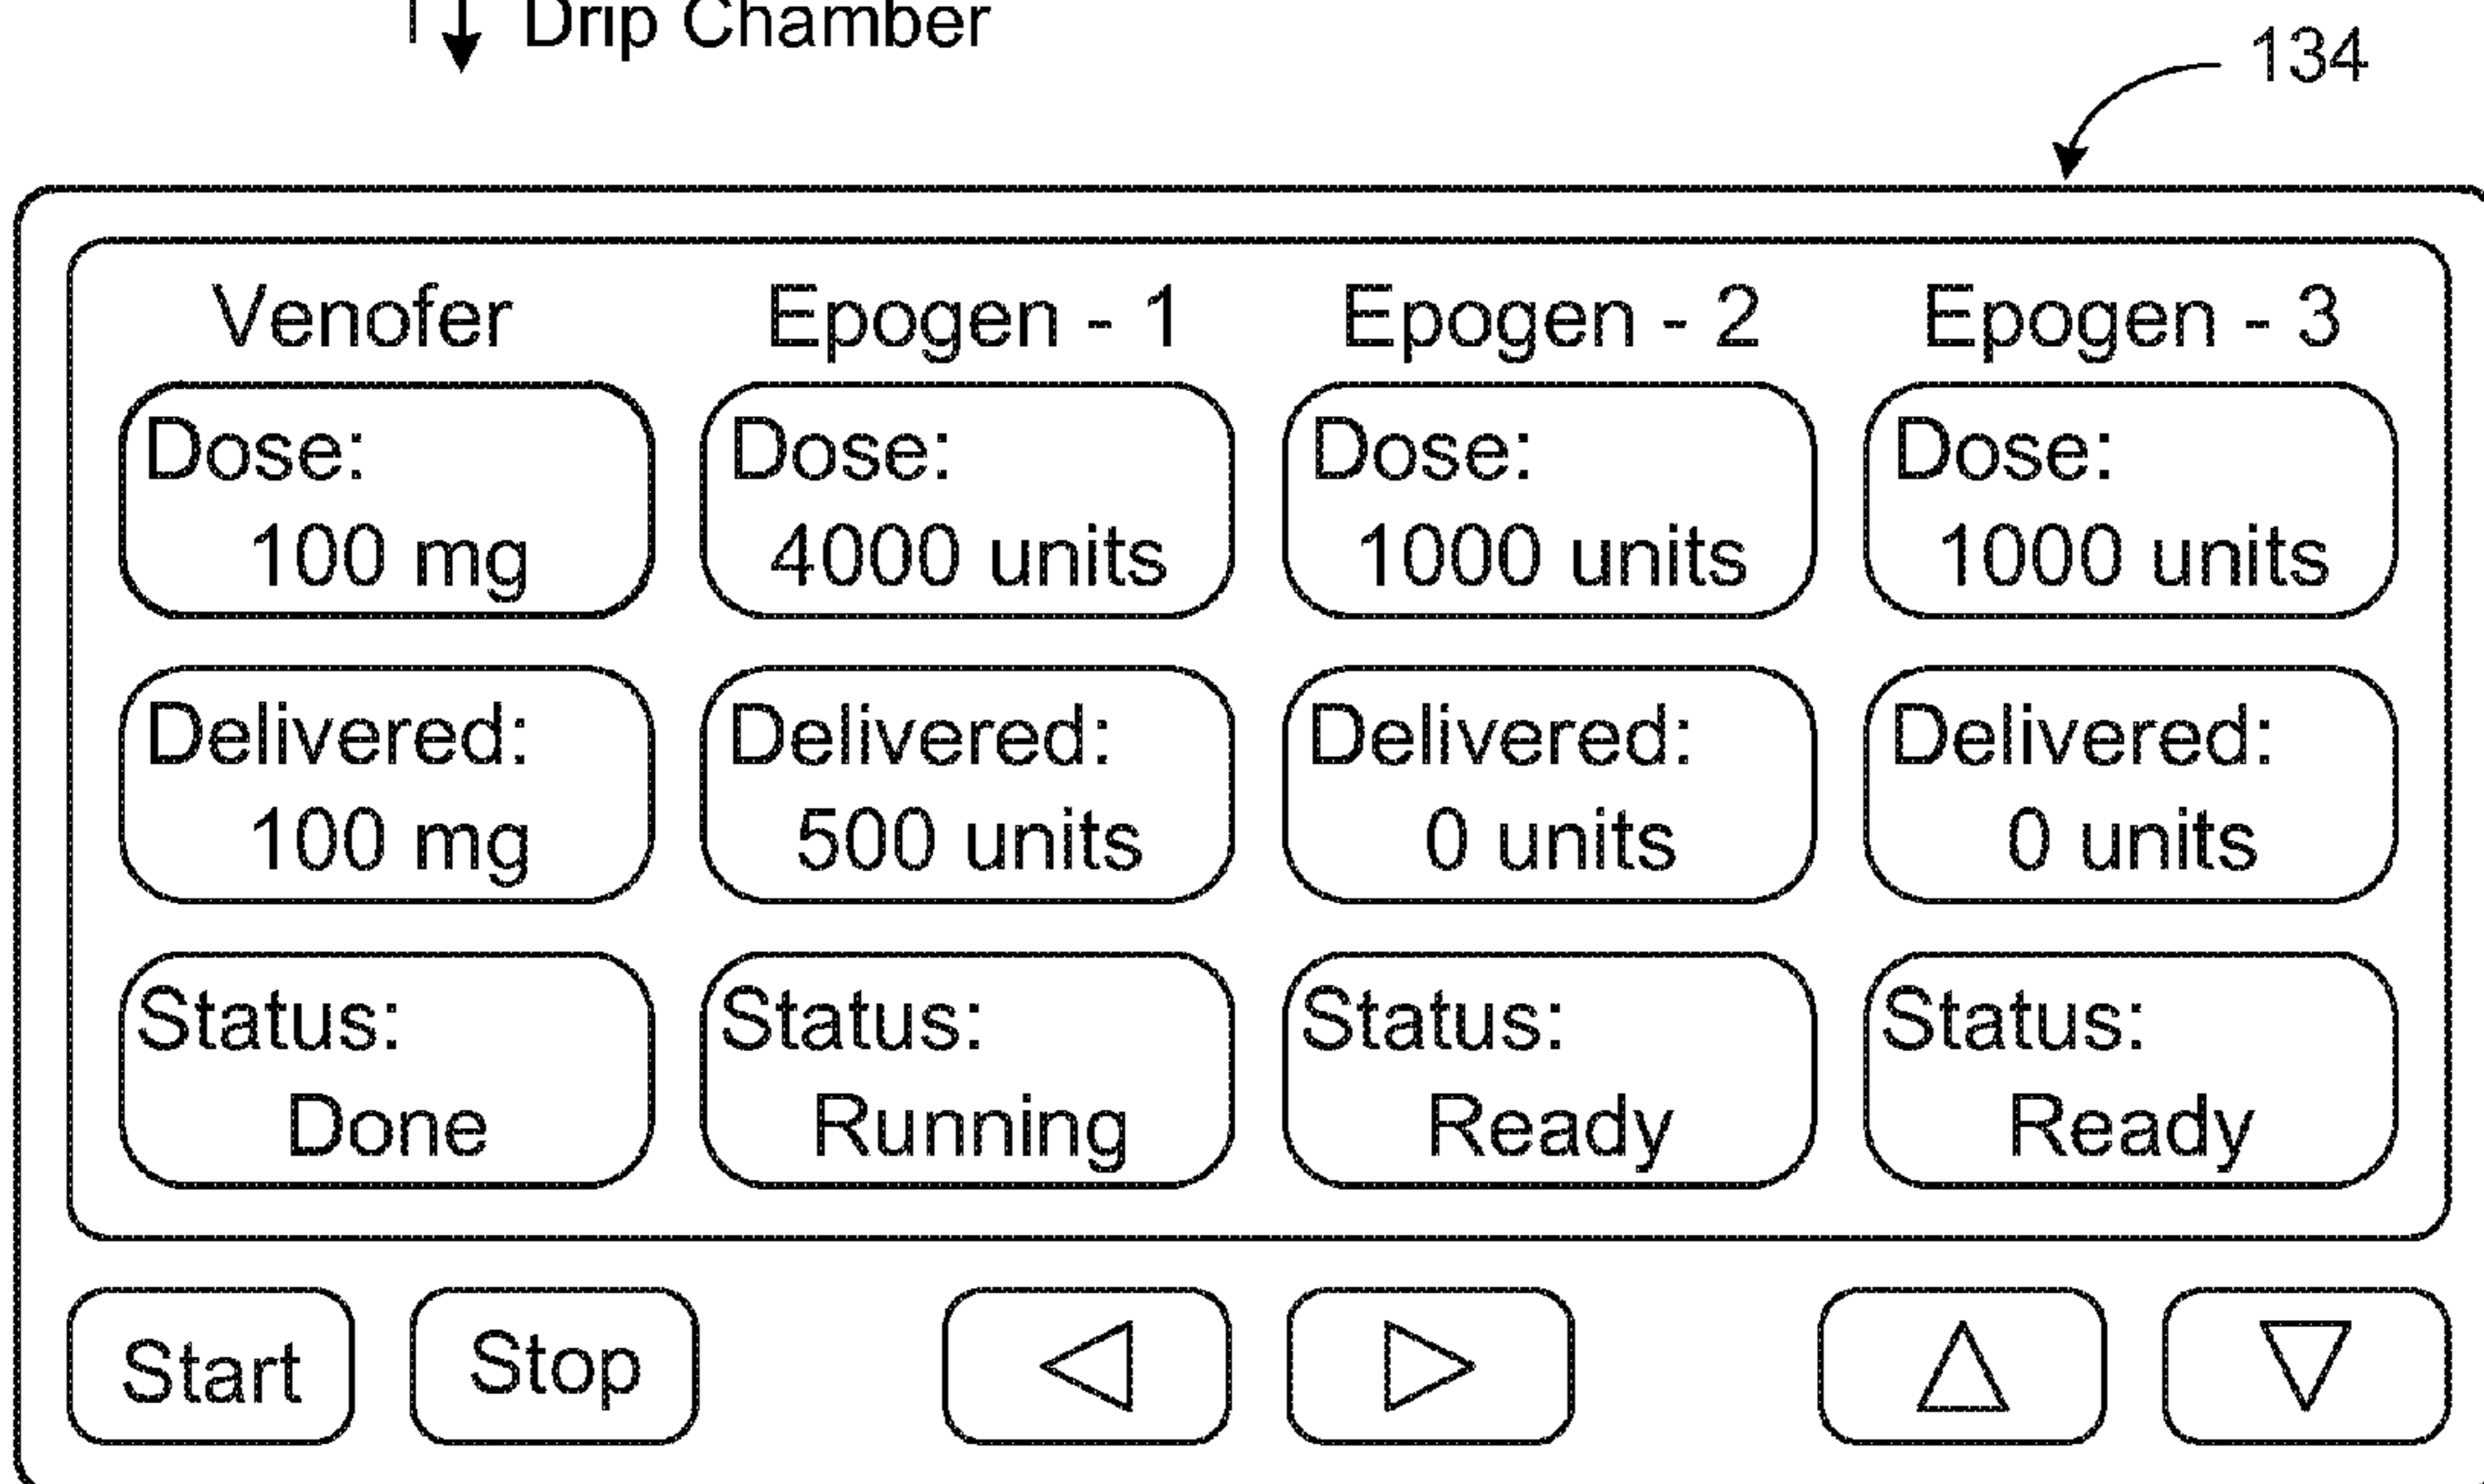 Drip Chamber
134
Venofer Epogen - 1 Epogen - 2 Epogen - 3
Dose: Dose: Dose: Dose:
100 mg 4000 units 1000 units 1000 units
Delivered: Delivered: Delivered: Delivered:
100 mg 500 units 0 units 0 units
Status: Status: Status: Status:
Done Running Ready Ready
Start Stop